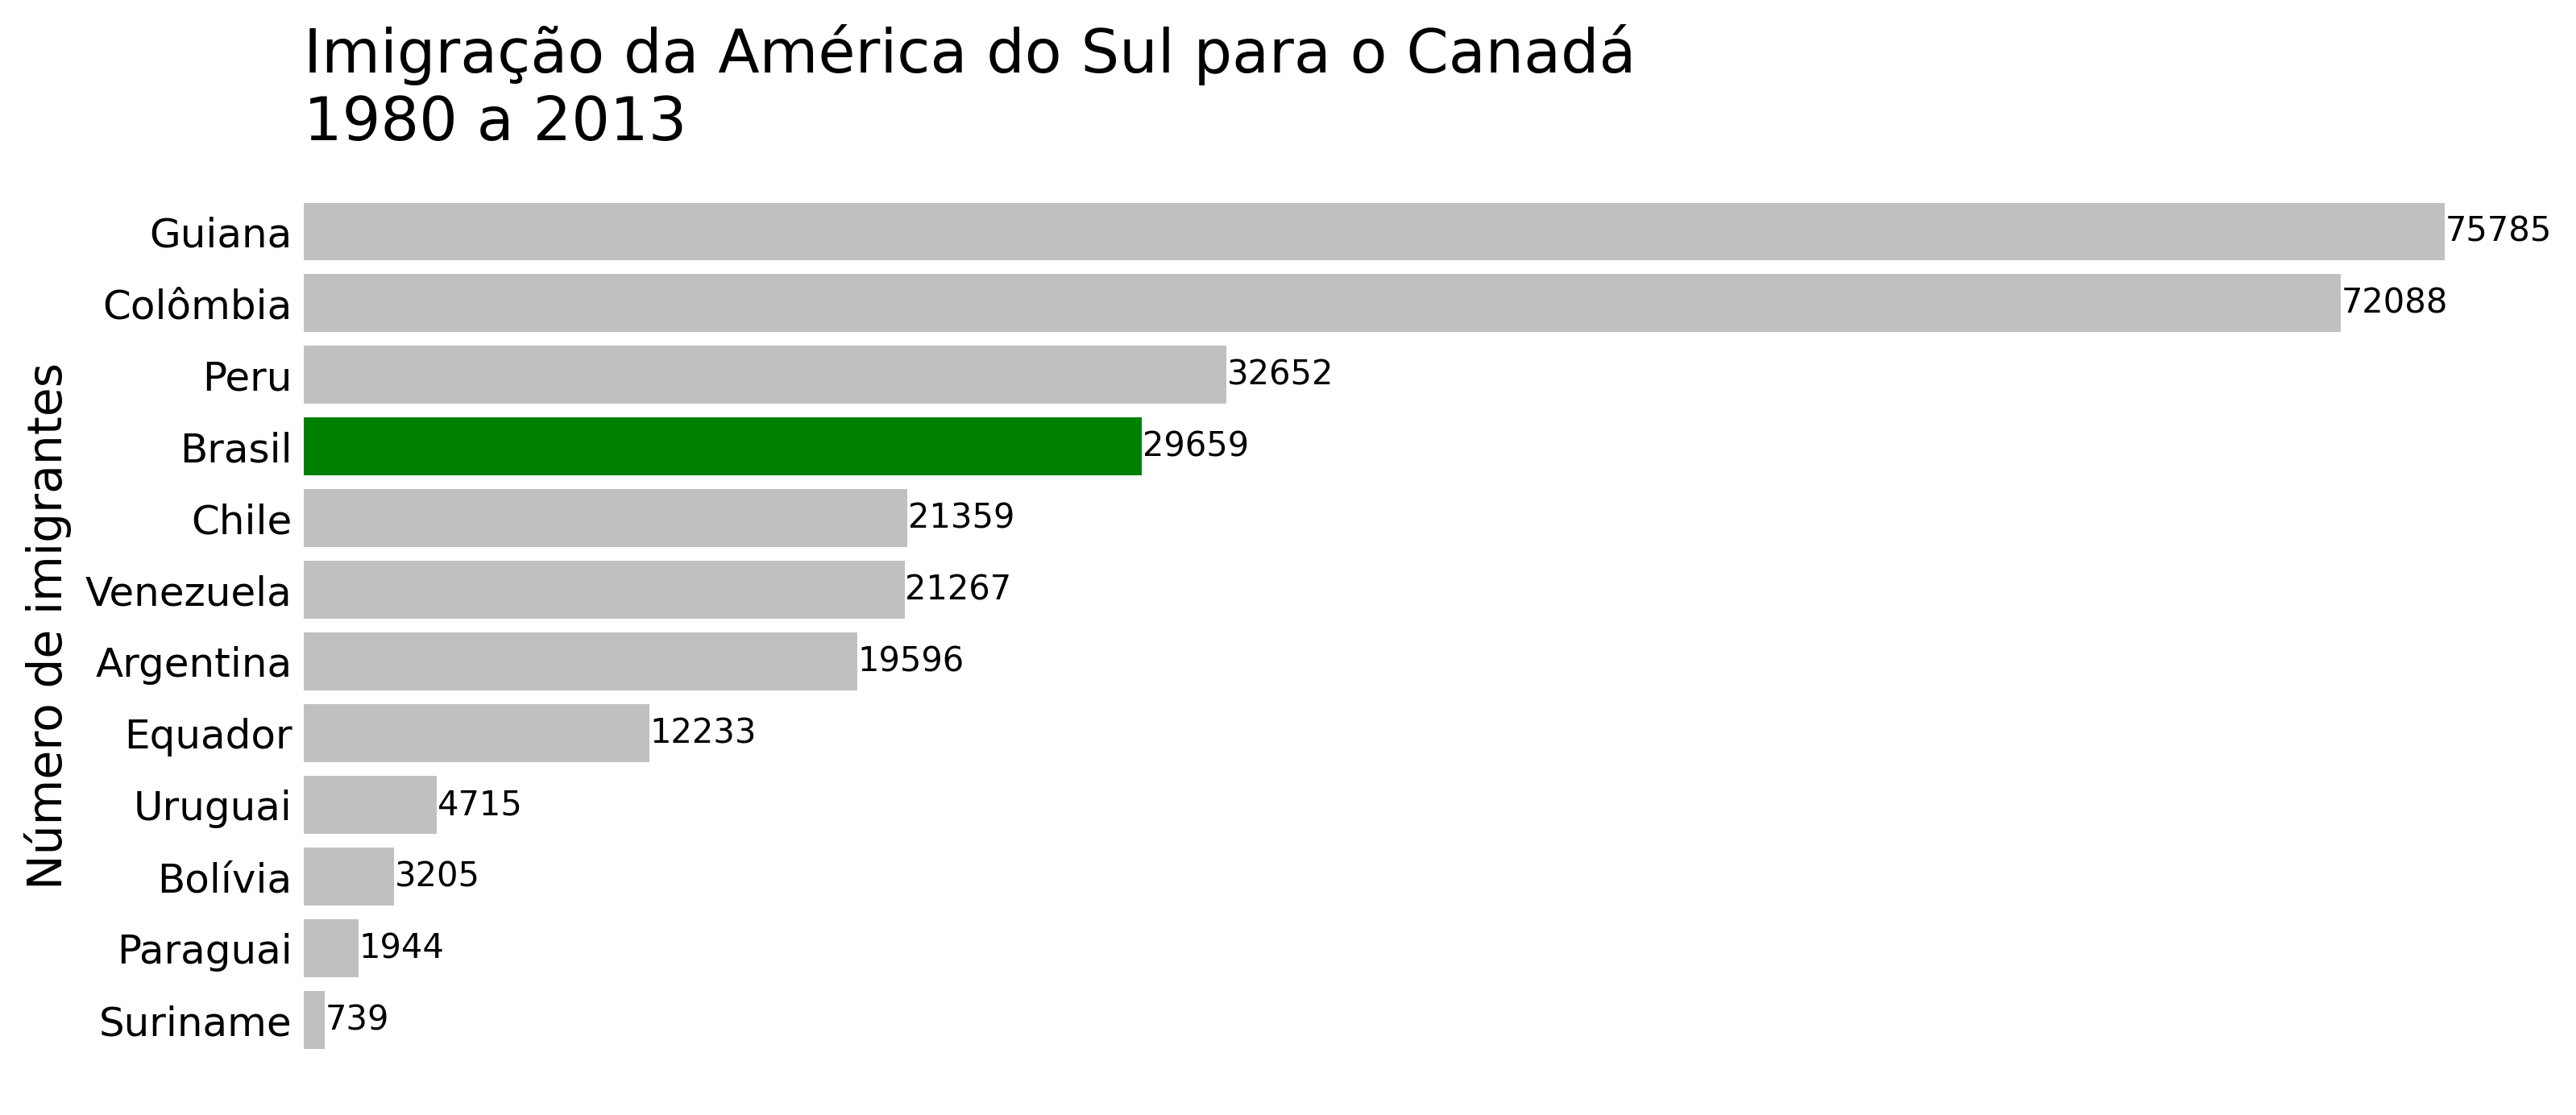 Imigração da América do Sul para o Canadá
1980 a 2013
Número de imigrantes
Guiana 75785
Colômbia 72088
Peru 32652
Brasil 29659
Chile 21359
Venezuela 21267
Argentina 19596
Equador 12233
Uruguai 4715
Bolívia 3205
Paraguai 1944
Suriname 739